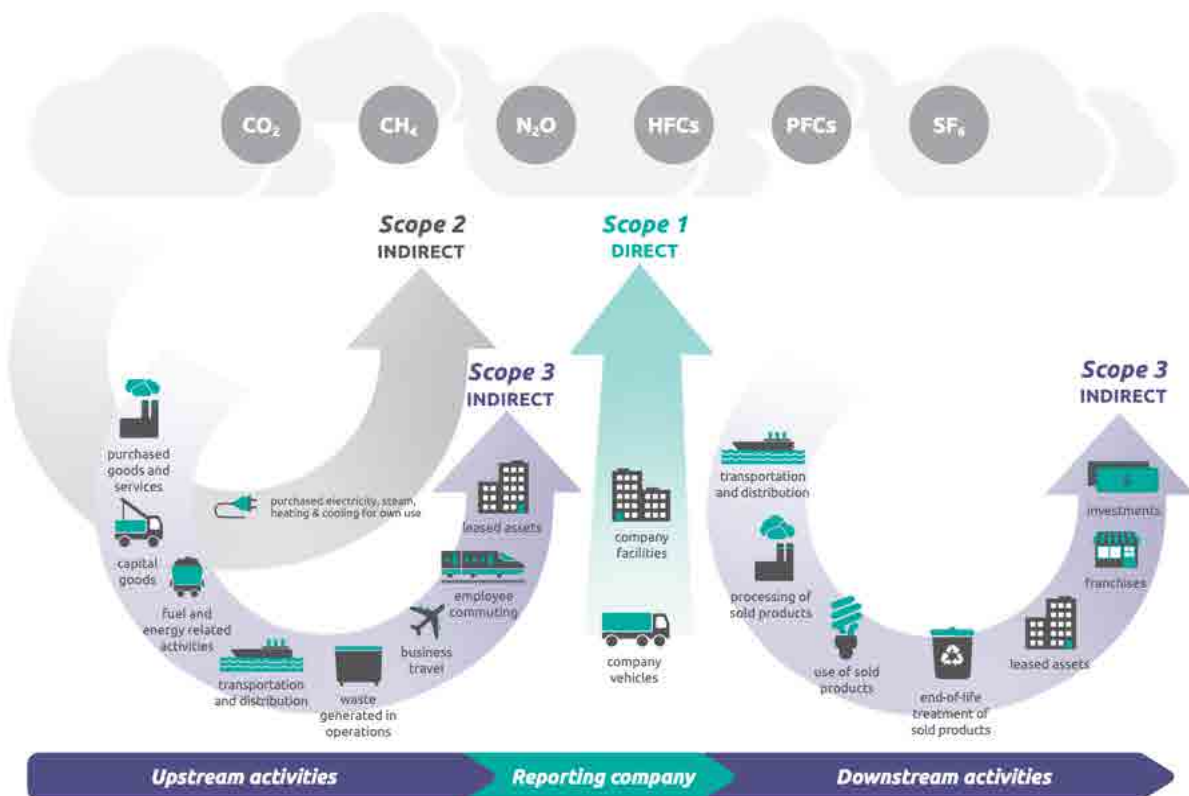 CO₂
CH₄
N₂O
HFCs
PFCs
SF₆
Scope 2
INDIRECT
Scope 1
DIRECT
Scope 3
INDIRECT
Scope 3
INDIRECT
purchased
goods and
services
capital
goods
fuel and
energy related
activities
purchased electricity, steam,
heating & cooling for own use
transportation
and distribution
waste
generated in
operations
business
travel
employee
commuting
leased assets
company
facilities
company
vehicles
transportation
and distribution
processing of
sold products
use of sold
products
end-of-life
treatment of
sold products
leased assets
franchises
investments
Upstream activities
Reporting company
Downstream activities